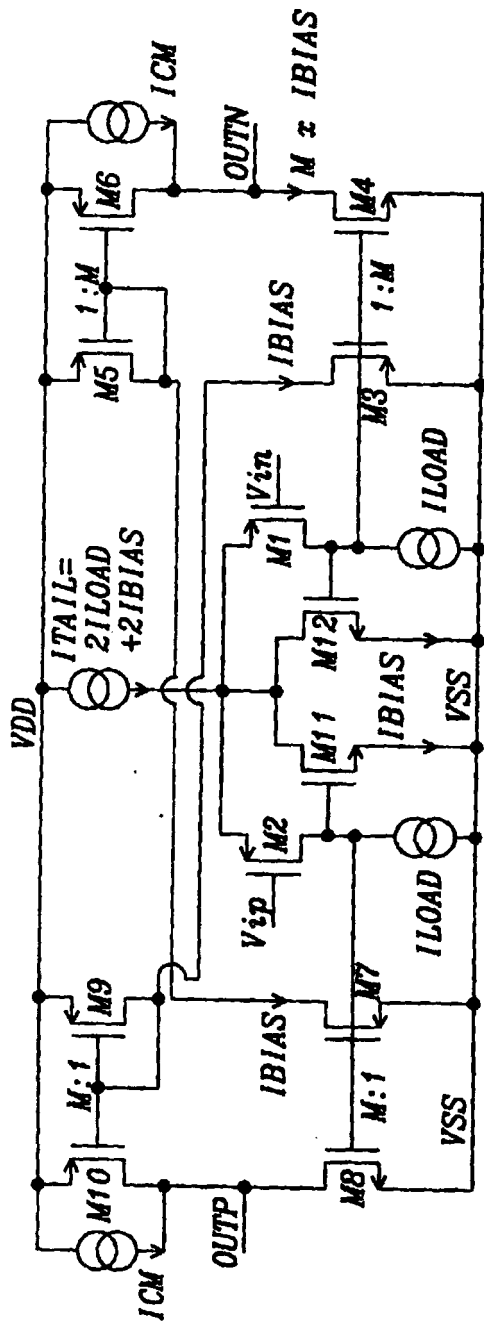 VDD
ITAIL=
2ILOAD
+2IBIAS
ICM
M10
M:1
M9
M5
1:M
M6
ICM
OUTP
IBIAS
Vip
M2
M11
IBIAS
M12
M1
Vin
IBIAS
OUTN
M x IBIAS
M8
M:1
M7
ILOAD
ILOAD
M3
1:M
M4
VSS
VSS